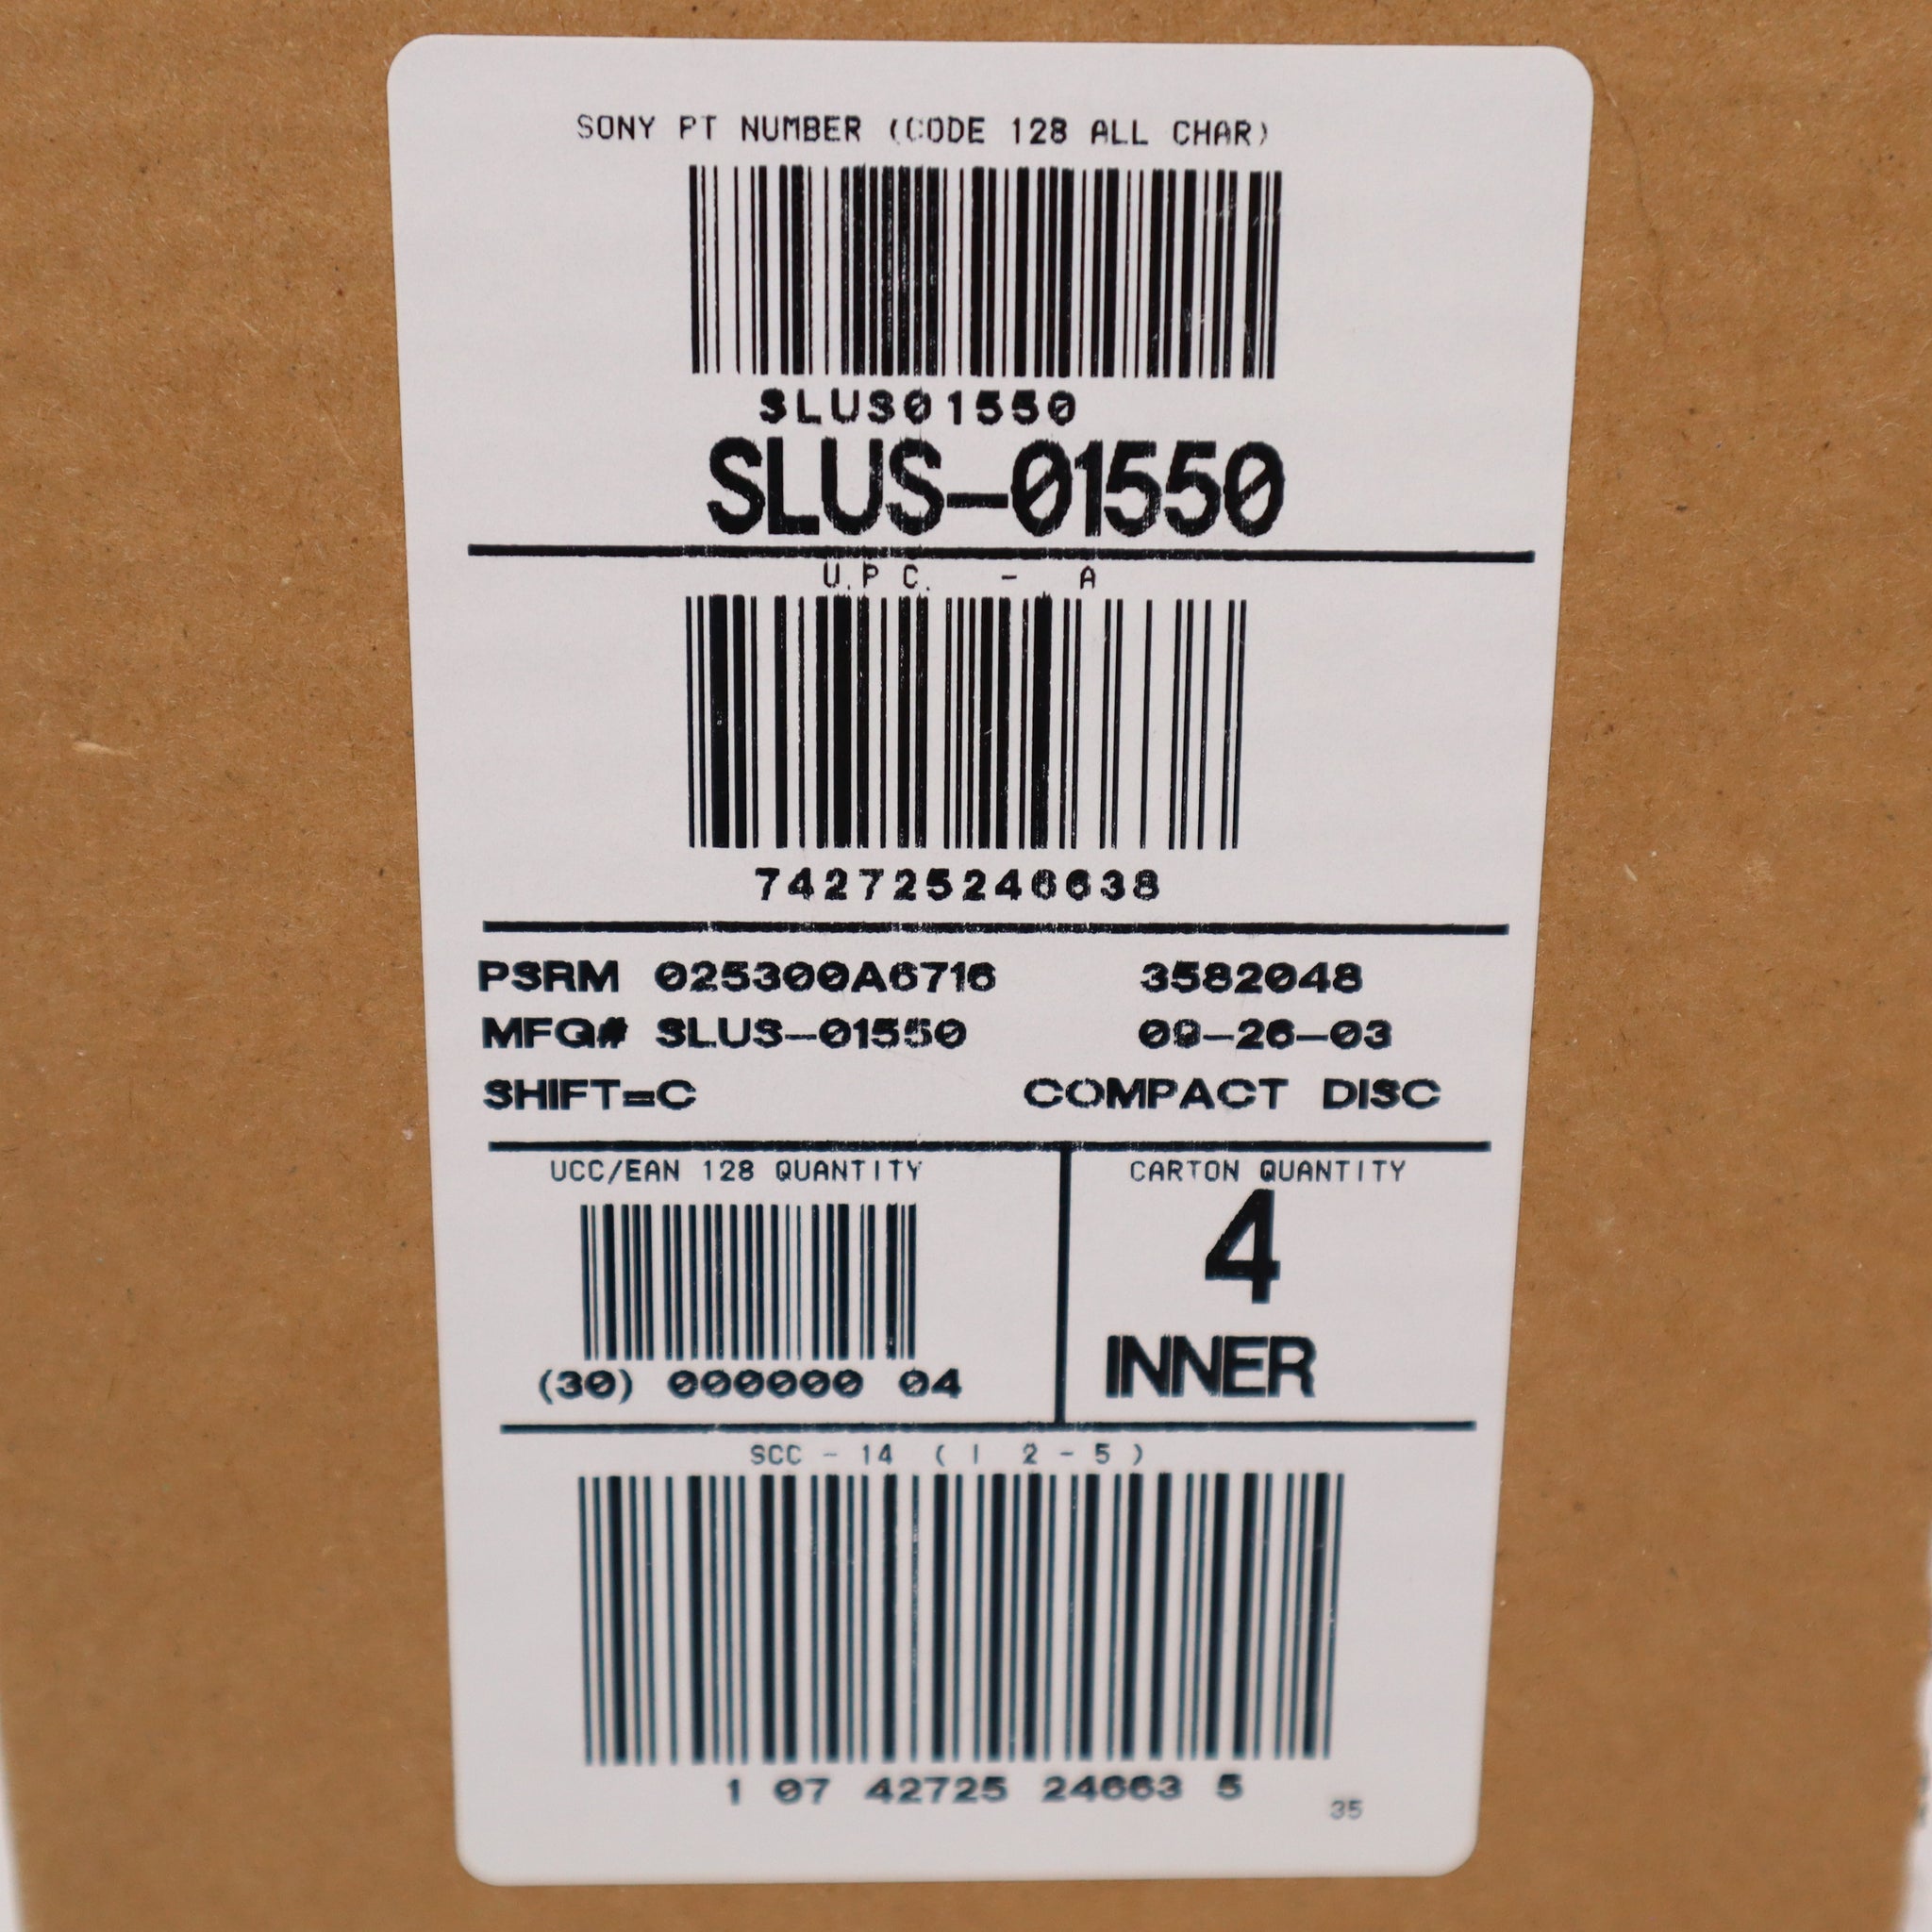 SONY PT NUMBER (CODE 128 ALL CHAR)
SLUS01550
SLUS-01550
U.P.C. - A
742725246638
PSRM 025300A6716 3582048
MFG# SLUS-01550 09-26-03
SHIFT=C COMPACT DISC
UCC/EAN 128 QUANTITY
(30) 000000 04
CARTON QUANTITY
4
INNER
SCC - 14 ( I 2 - 5 )
1 07 42725 24663 5
35